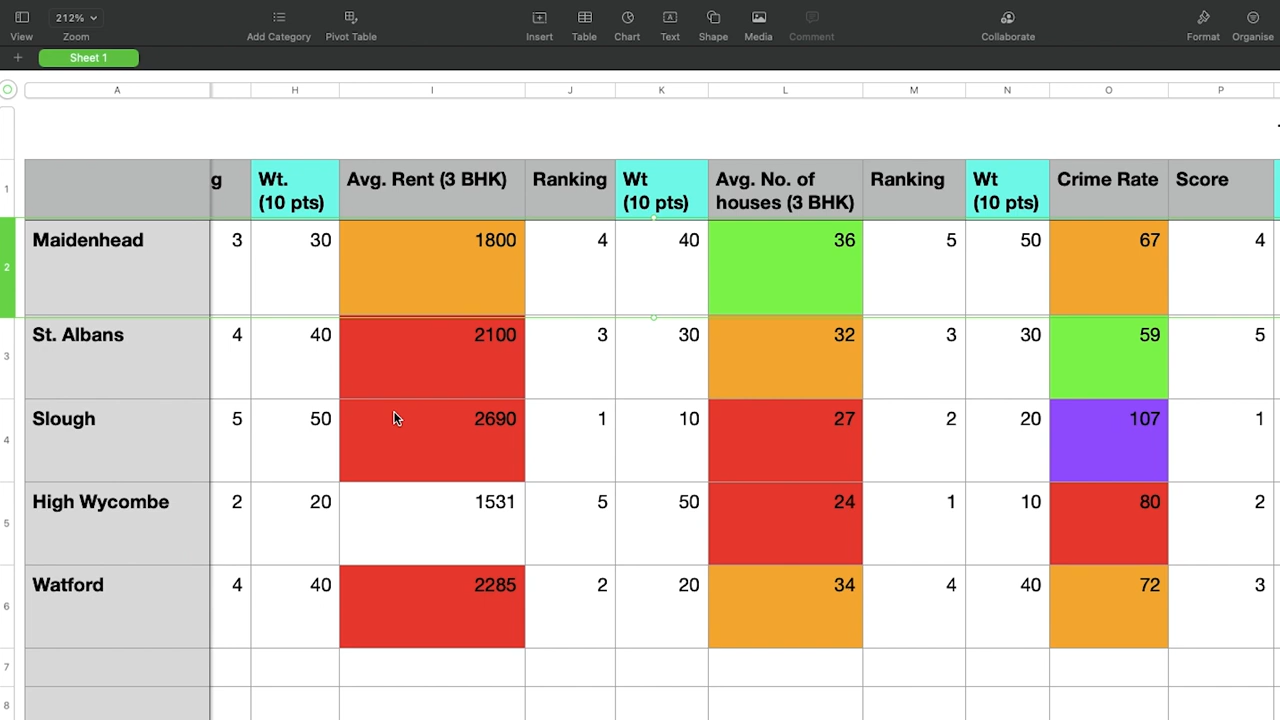 212%
View Zoom Add Category Pivot Table Insert Table Chart Text Shape Media Comment Collaborate Format Organise
+ Sheet 1
A H I J K L M N O P
1 g Wt. Avg. Rent (3 BHK) Ranking Wt Avg. No. of Ranking Wt Crime Rate Score
(10 pts) (10 pts) houses (3 BHK) (10 pts)
2 Maidenhead 3 30 1800 4 40 36 5 50 67 4
3 St. Albans 4 40 2100 3 30 32 3 30 59 5
4 Slough 5 50 2690 1 10 27 2 20 107 1
5 High Wycombe 2 20 1531 5 50 24 1 10 80 2
6 Watford 4 40 2285 2 20 34 4 40 72 3
7
8